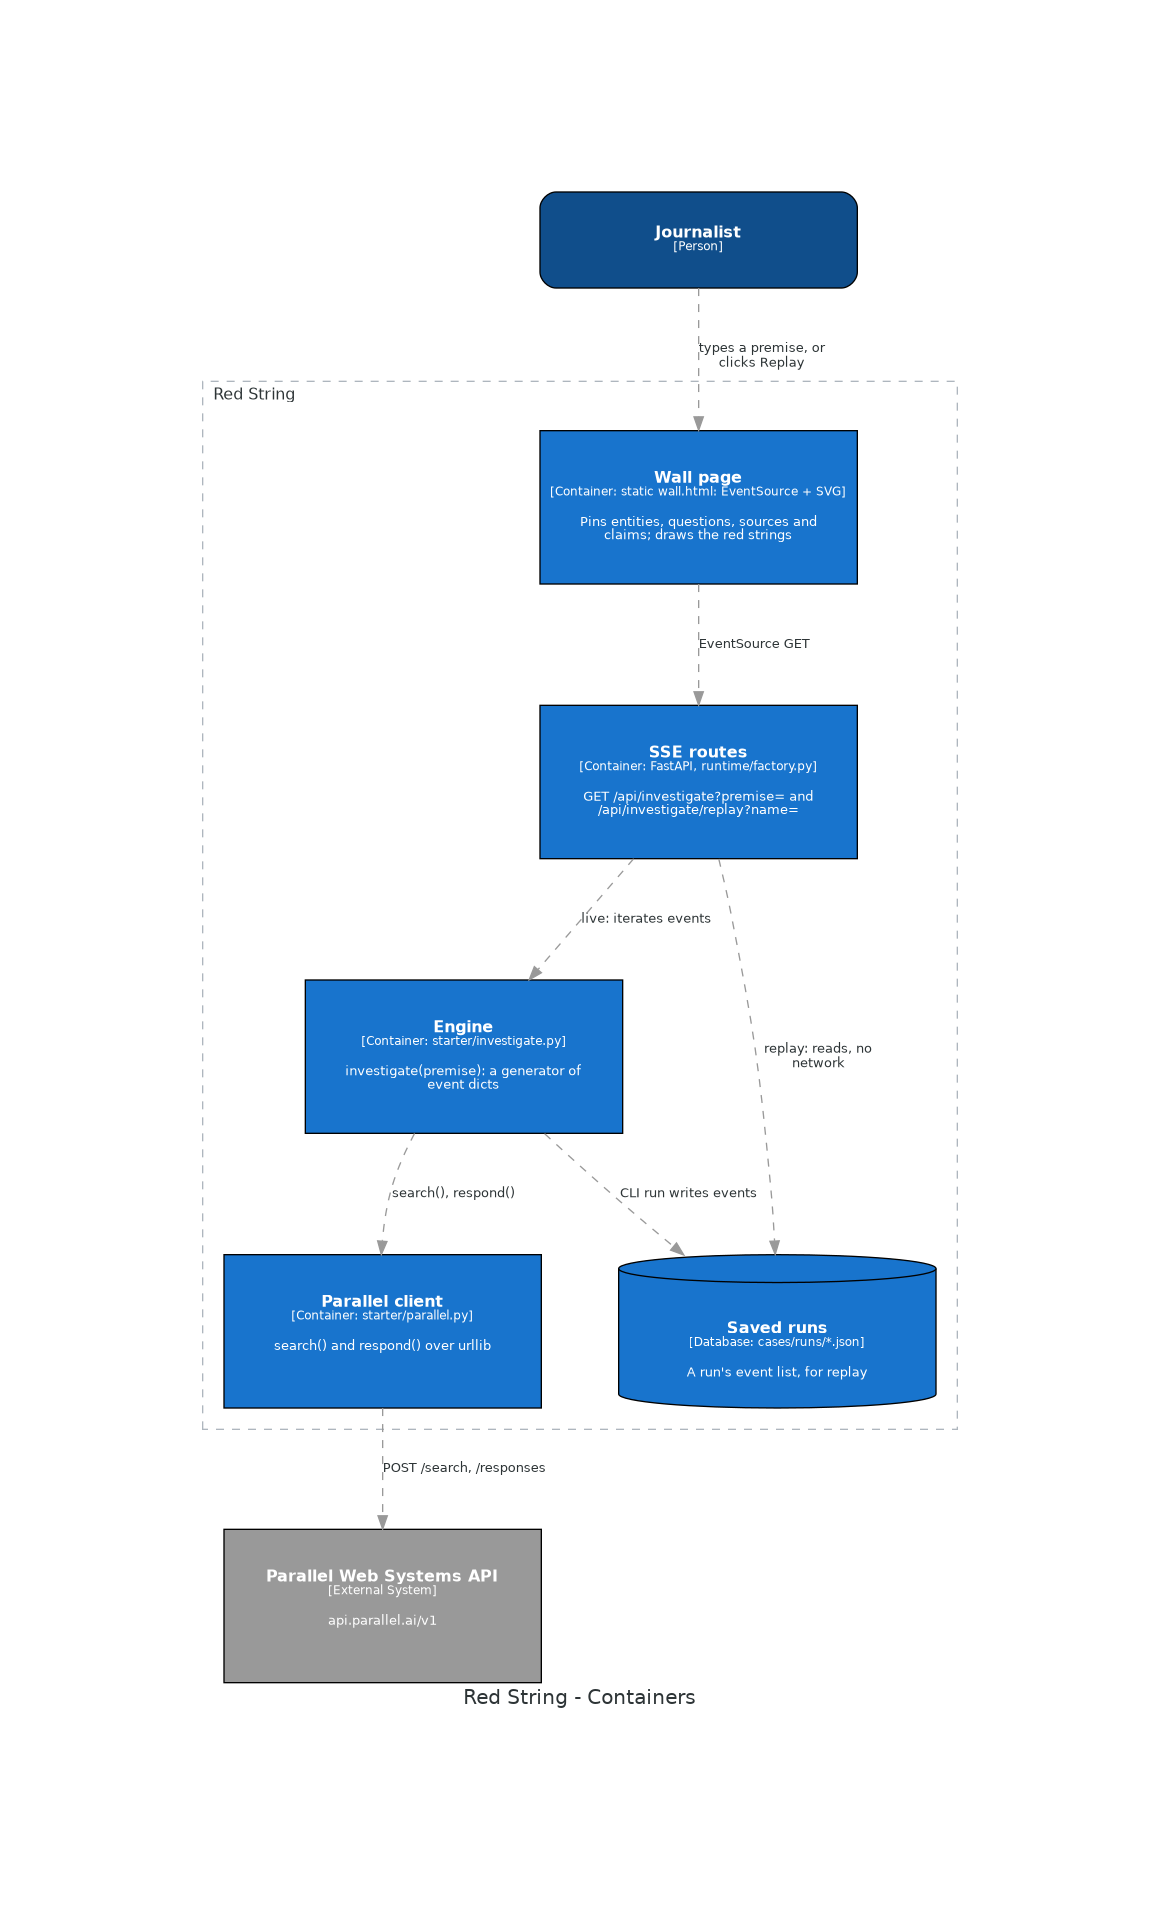 Journalist
[Person]
types a premise, or
clicks Replay
Red String
Wall page
[Container: static wall.html: EventSource + SVG]
Pins entities, questions, sources and
claims; draws the red strings
EventSource GET
SSE routes
[Container: FastAPI, runtime/factory.py]
GET /api/investigate?premise= and
/api/investigate/replay?name=
live: iterates events
Engine
[Container: starter/investigate.py]
investigate(premise): a generator of
event dicts
replay: reads, no
network
search(), respond()
CLI run writes events
Parallel client
[Container: starter/parallel.py]
search() and respond() over urllib
Saved runs
[Database: cases/runs/*.json]
A run's event list, for replay
POST /search, /responses
Parallel Web Systems API
[External System]
api.parallel.ai/v1
Red String - Containers